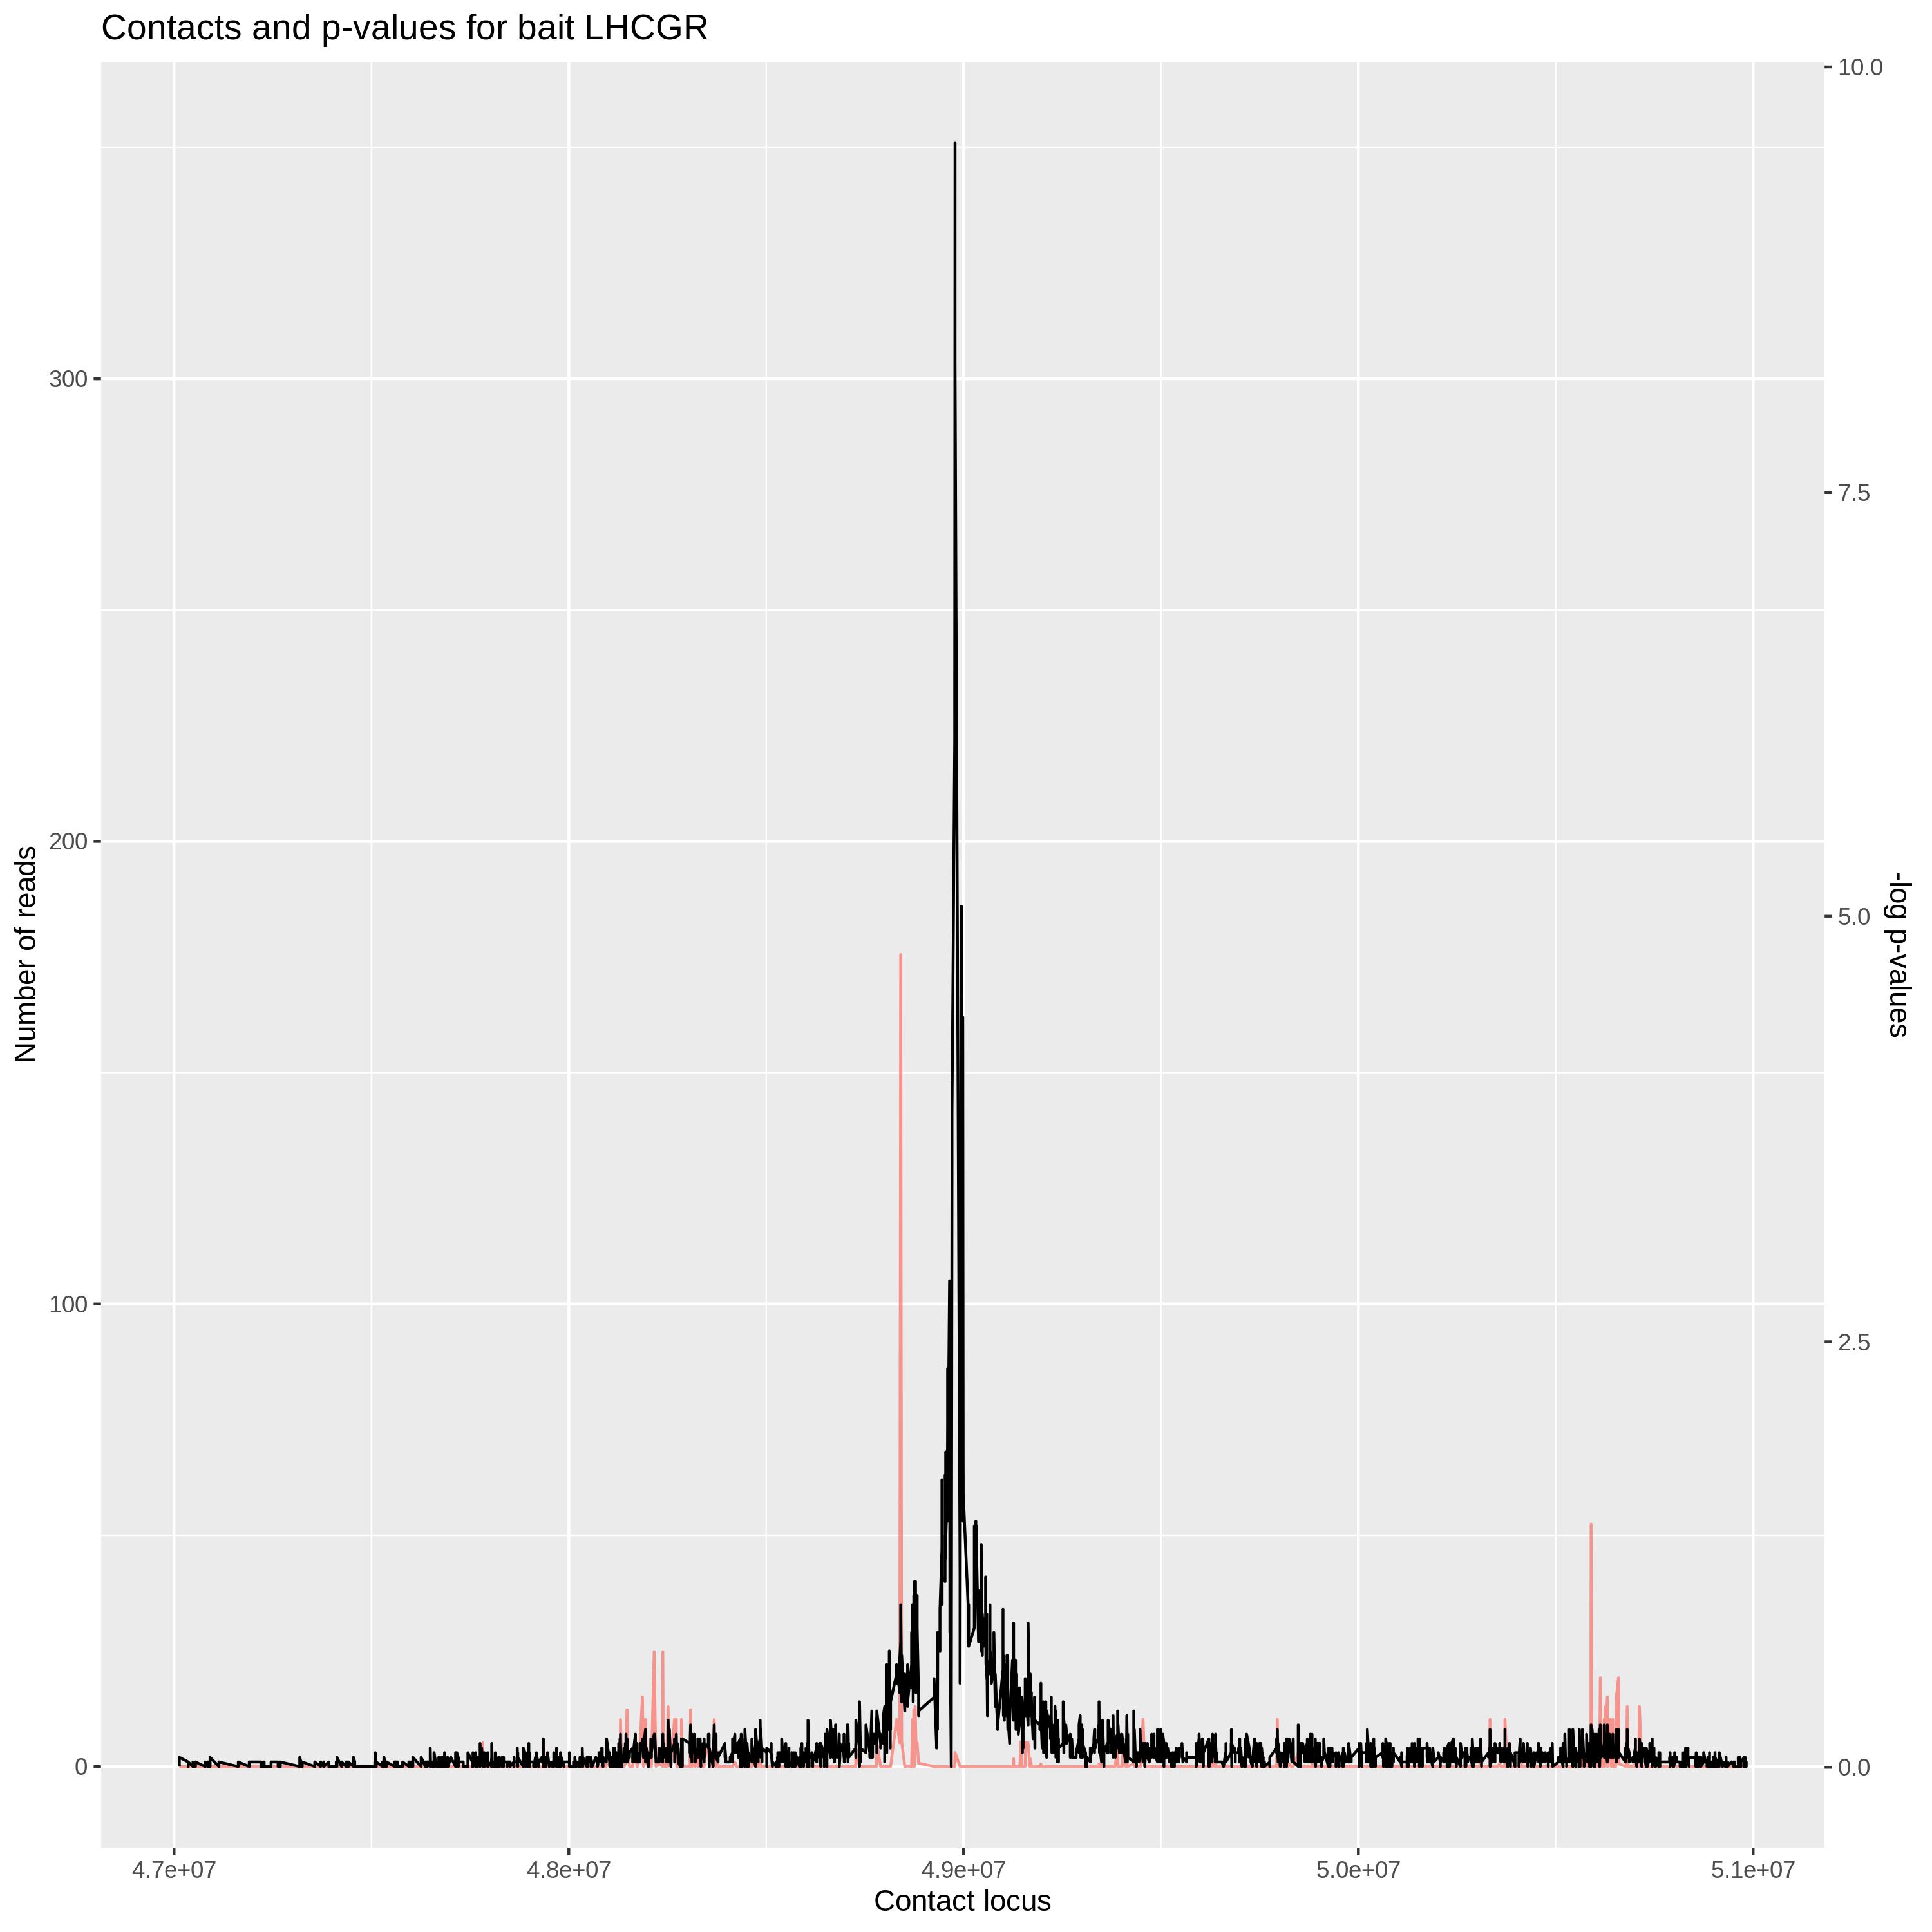 Contacts and p-values for bait LHCGR
10.0
7.5
5.0
2.5
0.0
300
200
100
0
Number of reads
-log p-values
4.7e+07
4.8e+07
4.9e+07
5.0e+07
5.1e+07
Contact locus